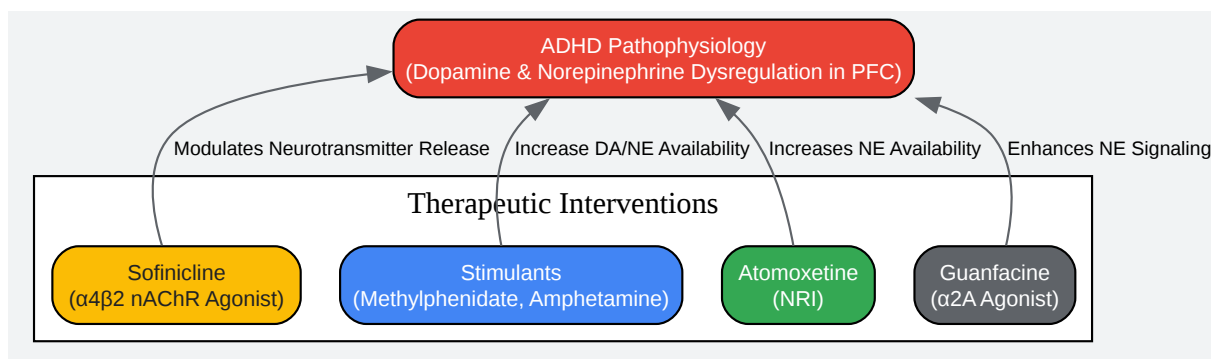 ADHD Pathophysiology
(Dopamine & Norepinephrine Dysregulation in PFC)
Modulates Neurotransmitter Release
Increase DA/NE Availability
Increases NE Availability
Enhances NE Signaling
Therapeutic Interventions
Sofinicline
(α4β2 nAChR Agonist)
Stimulants
(Methylphenidate, Amphetamine)
Atomoxetine
(NRI)
Guanfacine
(α2A Agonist)